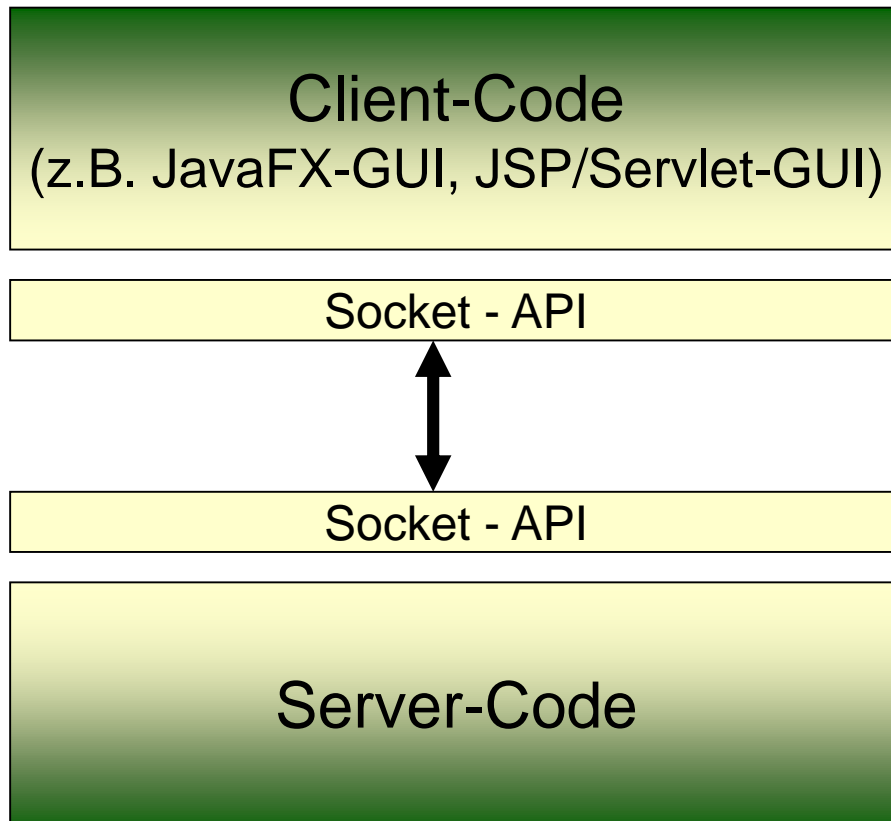 Client-Code
(z.B. JavaFX-GUI, JSP/Servlet-GUI)
Socket - API
Socket - API
Server-Code